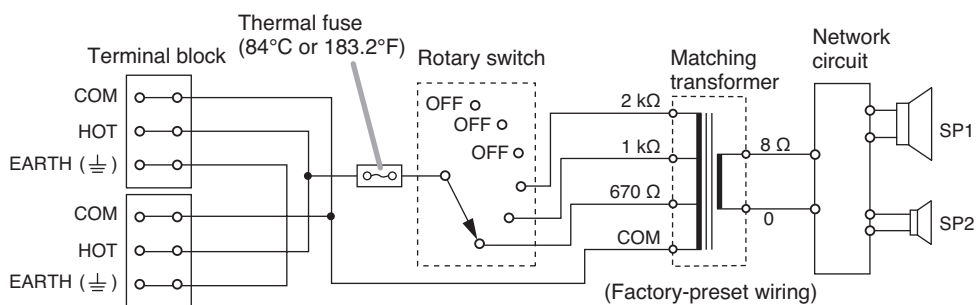 Thermal fuse
(84°C or 183.2°F)
Terminal block
Rotary switch
Matching
transformer
Network
circuit
COM
HOT
EARTH (⏚)
COM
HOT
EARTH (⏚)
OFF
OFF
OFF
2 kΩ
1 kΩ
670 Ω
COM
8 Ω
0
SP1
SP2
(Factory-preset wiring)